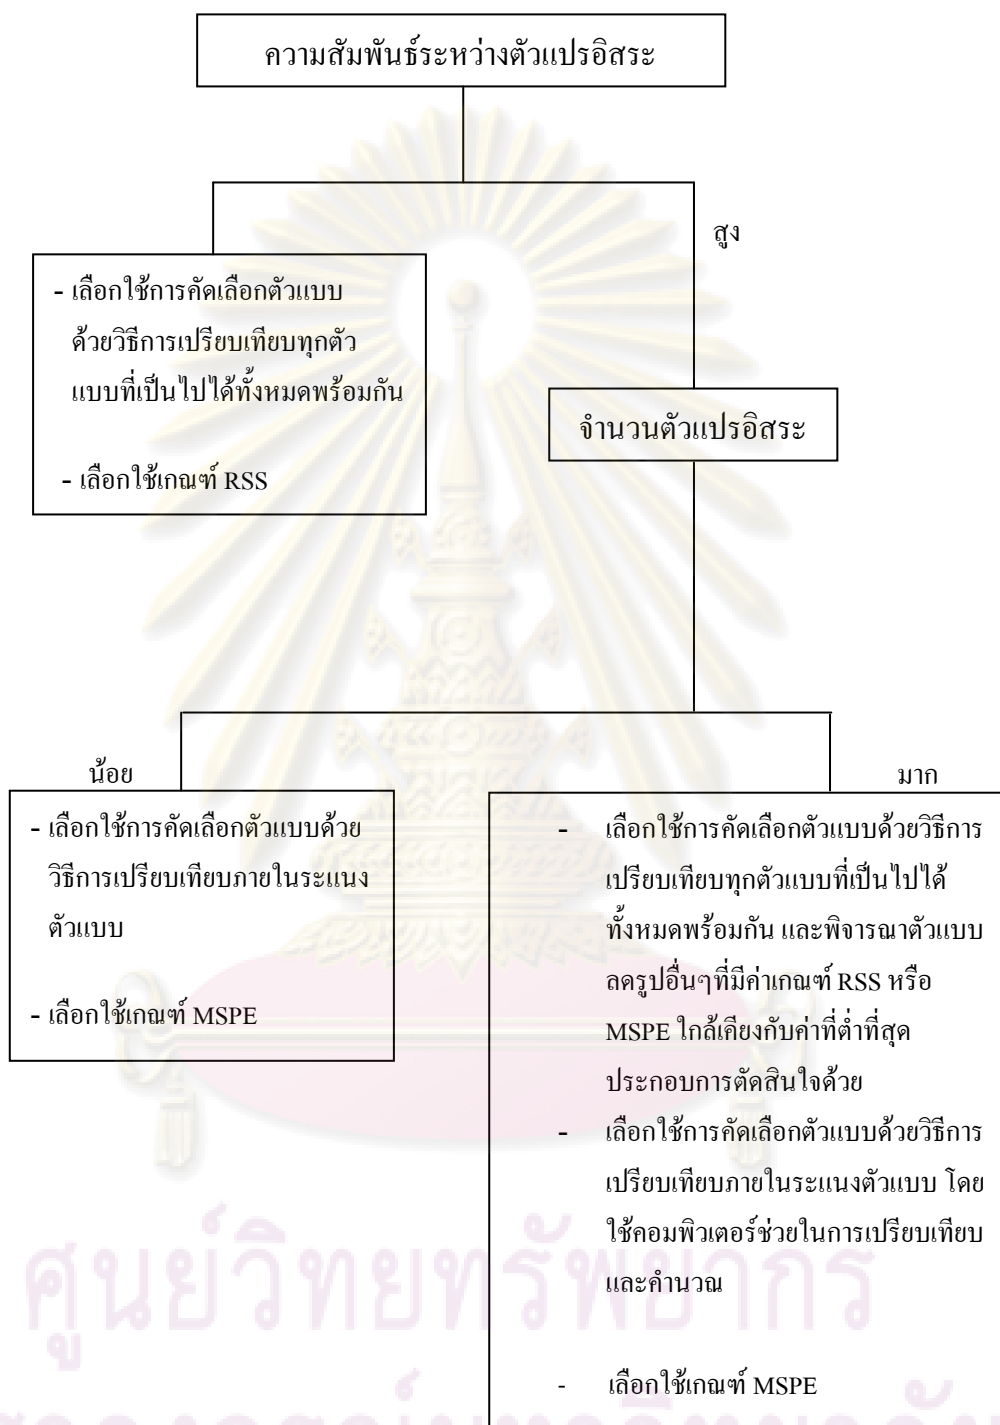 ความสัมพันธ์ระหว่างตัวแปรอิสระ
สูง
- เลือกใช้การคัดเลือกตัวแบบ
ด้วยวิธีการเปรียบเทียบทุกตัว
แบบที่เป็นไปได้ทั้งหมดพร้อมกัน
- เลือกใช้เกณฑ์ RSS
จำนวนตัวแปรอิสระ
น้อย
มาก
- เลือกใช้การคัดเลือกตัวแบบด้วย
วิธีการเปรียบเทียบภายในระแนง
ตัวแบบ
- เลือกใช้เกณฑ์ MSPE
- เลือกใช้การคัดเลือกตัวแบบด้วยวิธีการ
เปรียบเทียบทุกตัวแบบที่เป็นไปได้
ทั้งหมดพร้อมกัน และพิจารณาตัวแบบ
ลดรูปอื่นๆที่มีค่าเกณฑ์ RSS หรือ
MSPE ใกล้เคียงกับค่าที่ต่ำที่สุด
ประกอบการตัดสินใจด้วย
- เลือกใช้การคัดเลือกตัวแบบด้วยวิธีการ
เปรียบเทียบภายในระแนงตัวแบบ โดย
ใช้คอมพิวเตอร์ช่วยในการเปรียบเทียบ
และคำนวณ
- เลือกใช้เกณฑ์ MSPE
ศูนย์วิทยทรัพยากร